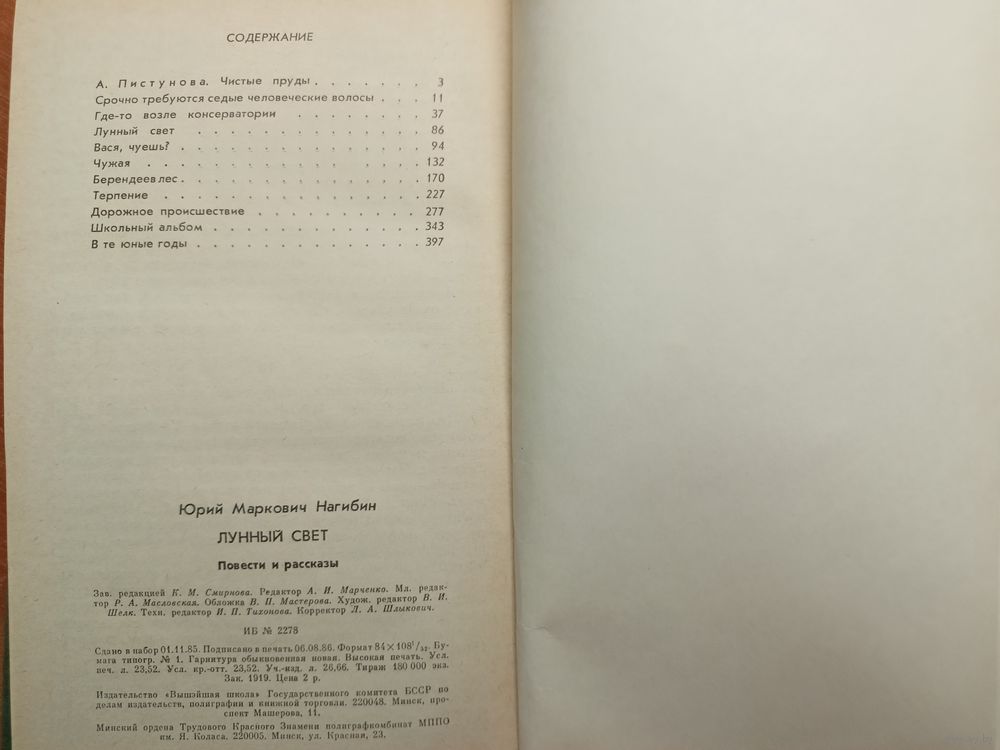 СОДЕРЖАНИЕ
А. Пистунова. Чистые пруды . . . . . . . 3
Срочно требуются седые человеческие волосы . . . 11
Где-то возле консерватории . . . . . . . . 37
Лунный свет . . . . . . . . . . . . . 86
Вася, чуешь? . . . . . . . . . . . . . 94
Чужая . . . . . . . . . . . . . . . 132
Берендеев лес . . . . . . . . . . . . . 170
Терпение . . . . . . . . . . . . . . 227
Дорожное происшествие . . . . . . . . . . 277
Школьный альбом . . . . . . . . . . . . 343
В те юные годы . . . . . . . . . . . . . 397
Юрий Маркович Нагибин
ЛУННЫЙ СВЕТ
Повести и рассказы
Зав. редакцией К. М. Смирнова. Редактор А. И. Марченко. Мл. редак-
тор Р. А. Масловская. Обложка В. П. Мастерова. Худож. редактор В. И.
Шелк. Техн. редактор И. П. Тихонова. Корректор Л. А. Шлыкович.
ИБ № 2278
Сдано в набор 01.11.85. Подписано в печать 06.08.86. Формат 84×108¹/₃₂. Бу-
мага типогр. № 1. Гарнитура обыкновенная новая. Высокая печать. Усл.
печ. л. 23,52. Усл. кр.-отт. 23,52. Уч.-изд. л. 26,66. Тираж 180 000 экз.
Зак. 1919. Цена 2 р.
Издательство «Вышэйшая школа» Государственного комитета БССР по
делам издательств, полиграфии и книжной торговли. 220048. Минск, про-
спект Машерова, 11.
Минский ордена Трудового Красного Знамени полиграфкомбинат МППО
им. Я. Коласа. 220005. Минск, ул. Красная, 23.